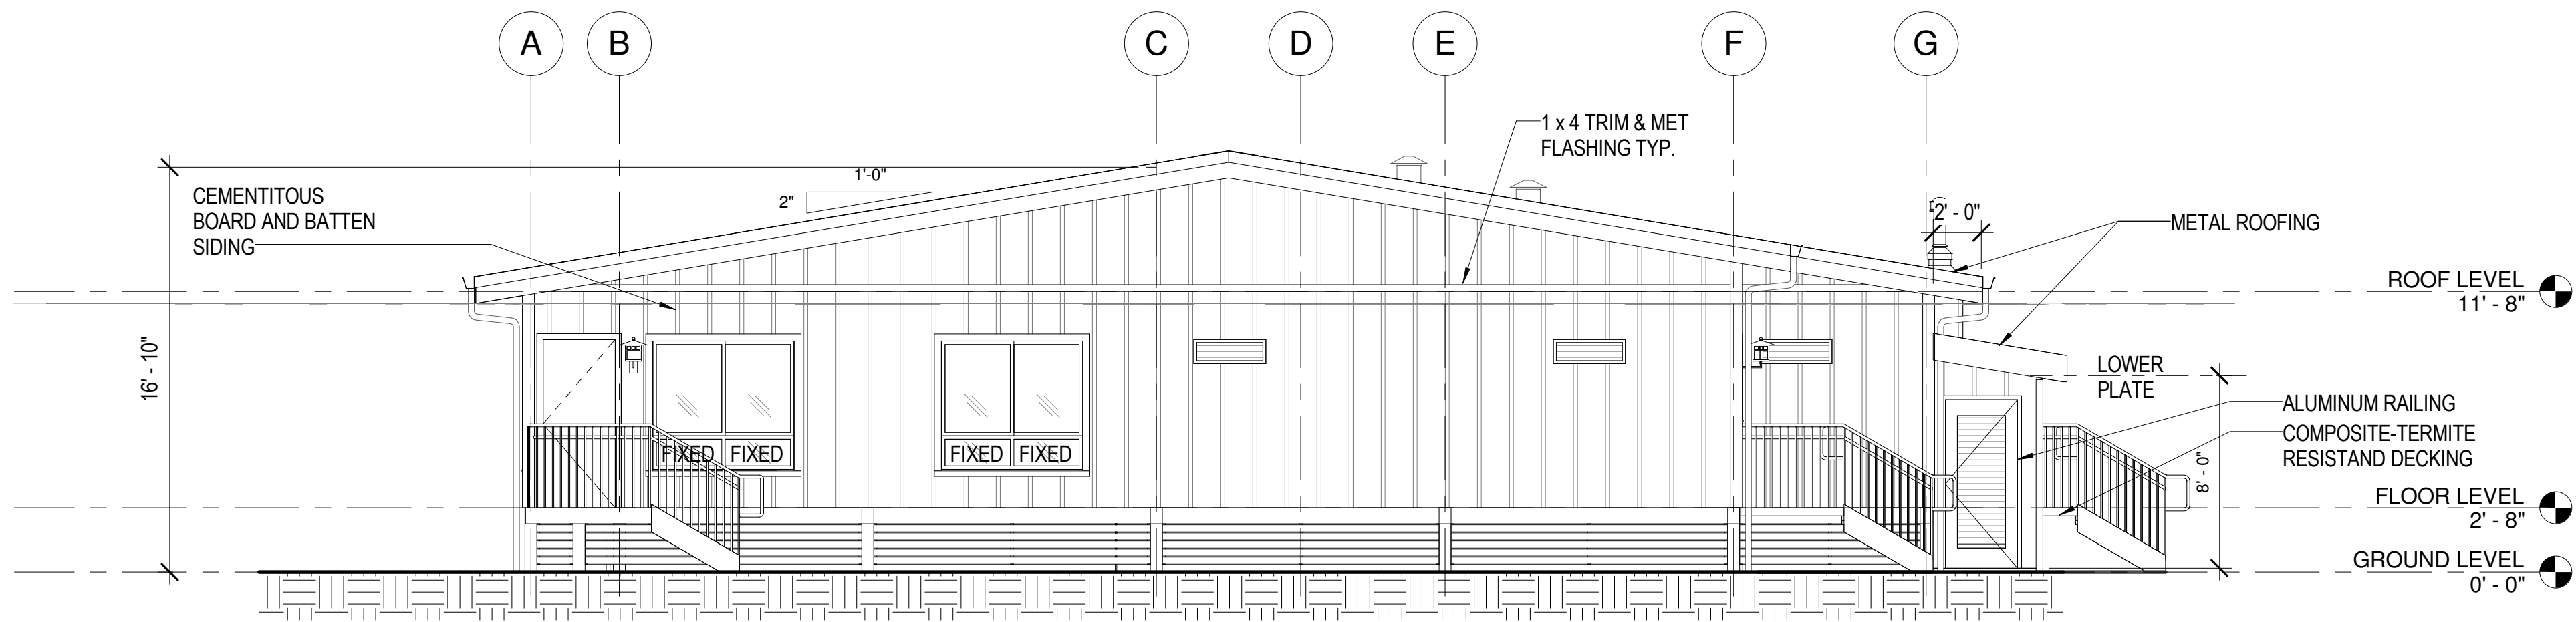 A
B
C
D
E
F
G
1 x 4 TRIM & MET
FLASHING TYP.
1'-0"
2"
CEMENTITOUS
BOARD AND BATTEN
SIDING
2' - 0"
METAL ROOFING
ROOF LEVEL
11' - 8"
16' - 10"
LOWER
PLATE
ALUMINUM RAILING
COMPOSITE-TERMITE
RESISTAND DECKING
8' - 0"
FIXED
FIXED
FIXED
FIXED
FLOOR LEVEL
2' - 8"
GROUND LEVEL
0' - 0"